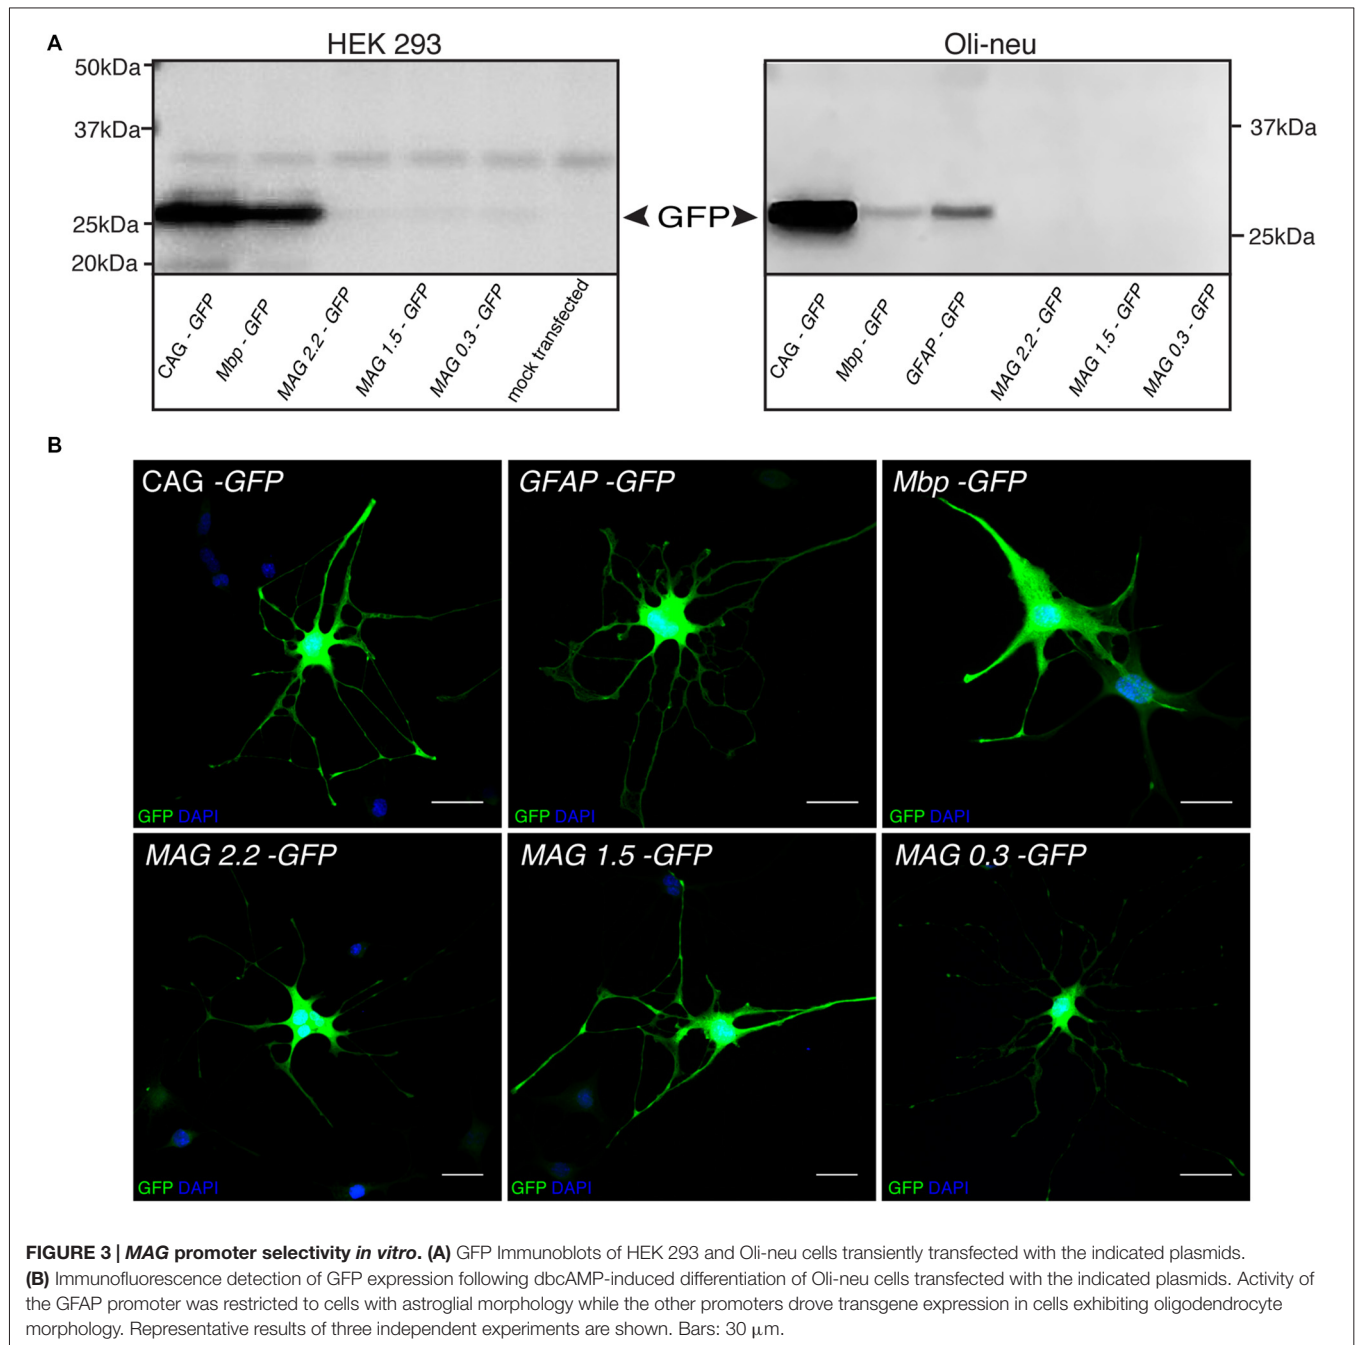 A
HEK 293
Oli-neu
50kDa
37kDa
25kDa
20kDa
GFP
37kDa
25kDa
CAG - GFP
Mbp - GFP
MAG 2.2 - GFP
MAG 1.5 - GFP
MAG 0.3 - GFP
mock transfected
CAG - GFP
Mbp - GFP
GFAP - GFP
MAG 2.2 - GFP
MAG 1.5 - GFP
MAG 0.3 - GFP
B
CAG -GFP
GFAP -GFP
Mbp -GFP
GFP DAPI
GFP DAPI
GFP DAPI
MAG 2.2 -GFP
MAG 1.5 -GFP
MAG 0.3 -GFP
GFP DAPI
GFP DAPI
GFP DAPI
FIGURE 3 | MAG promoter selectivity in vitro. (A) GFP Immunoblots of HEK 293 and Oli-neu cells transiently transfected with the indicated plasmids.
(B) Immunofluorescence detection of GFP expression following dbcAMP-induced differentiation of Oli-neu cells transfected with the indicated plasmids. Activity of
the GFAP promoter was restricted to cells with astroglial morphology while the other promoters drove transgene expression in cells exhibiting oligodendrocyte
morphology. Representative results of three independent experiments are shown. Bars: 30 μm.